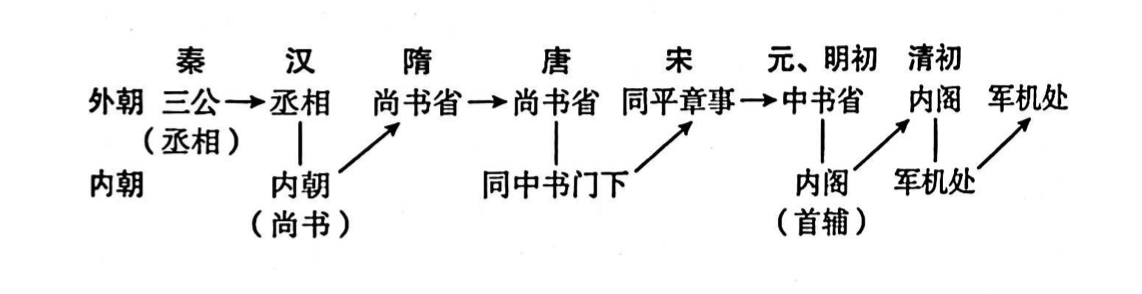 秦 汉 隋 唐 宋 元、明初 清初
外朝 三公 丞相 尚书省 尚书省 同平章事 中书省 内阁 军机处
(丞相)
内朝 内朝 同中书门下 内阁 军机处
(尚书) (首辅)